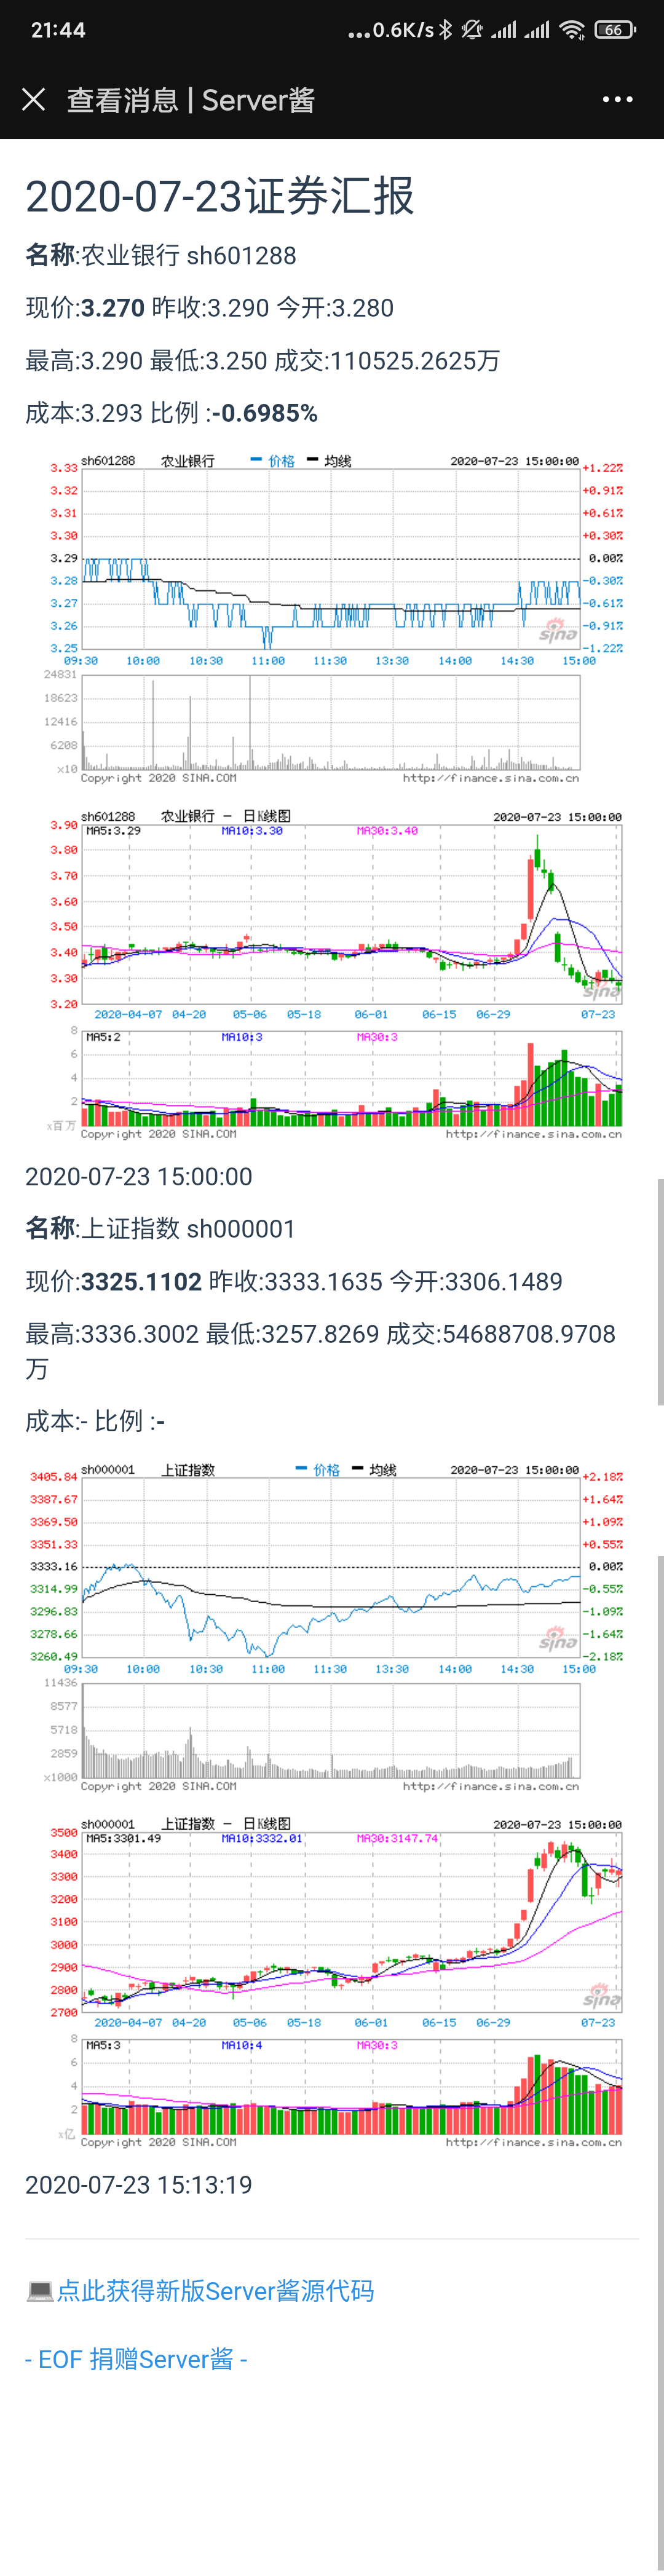 21:44
...0.6K/s
66
查看消息 | Server酱
2020-07-23证券汇报
名称:农业银行 sh601288
现价:3.270 昨收:3.290 今开:3.280
最高:3.290 最低:3.250 成交:110525.2625万
成本:3.293 比例 :-0.6985%
sh601288 农业银行 价格 均线 2020-07-23 15:00:00
3.33 +1.22%
3.32 +0.91%
3.31 +0.61%
3.30 +0.30%
3.29 0.00%
3.28 -0.30%
3.27 -0.61%
3.26 -0.91%
sina
3.25 -1.22%
09:30 10:00 10:30 11:00 11:30 13:30 14:00 14:30 15:00
24831
18623
12416
6208
x10
Copyright 2020 SINA.COM http://finance.sina.com.cn
sh601288 农业银行 - 日K线图 2020-07-23 15:00:00
3.90 MA5:3.29 MA10:3.30 MA30:3.40
3.80
3.70
3.60
3.50
3.40
3.30
sina
3.20
2020-04-07 04-20 05-06 05-18 06-01 06-15 06-29 07-23
8 MA5:2 MA10:3 MA30:3
6
4
2
x百万
Copyright 2020 SINA.COM http://finance.sina.com.cn
2020-07-23 15:00:00
名称:上证指数 sh000001
现价:3325.1102 昨收:3333.1635 今开:3306.1489
最高:3336.3002 最低:3257.8269 成交:54688708.9708
万
成本:- 比例 :-
sh000001 上证指数 价格 均线 2020-07-23 15:00:00
3405.84 +2.18%
3387.67 +1.64%
3369.50 +1.09%
3351.33 +0.55%
3333.16 0.00%
3314.99 -0.55%
3296.83 -1.09%
3278.66 -1.64%
sina
3260.49 -2.18%
09:30 10:00 10:30 11:00 11:30 13:30 14:00 14:30 15:00
11436
8577
5718
2859
x1000
Copyright 2020 SINA.COM http://finance.sina.com.cn
sh000001 上证指数 - 日K线图 2020-07-23 15:00:00
3500 MA5:3301.49 MA10:3332.01 MA30:3147.74
3400
3300
3200
3100
3000
2900
2800
sina
2700
2020-04-07 04-20 05-06 05-18 06-01 06-15 06-29 07-23
8 MA5:3 MA10:4 MA30:3
6
4
2
x亿
Copyright 2020 SINA.COM http://finance.sina.com.cn
2020-07-23 15:13:19
点此获得新版Server酱源代码
- EOF 捐赠Server酱 -